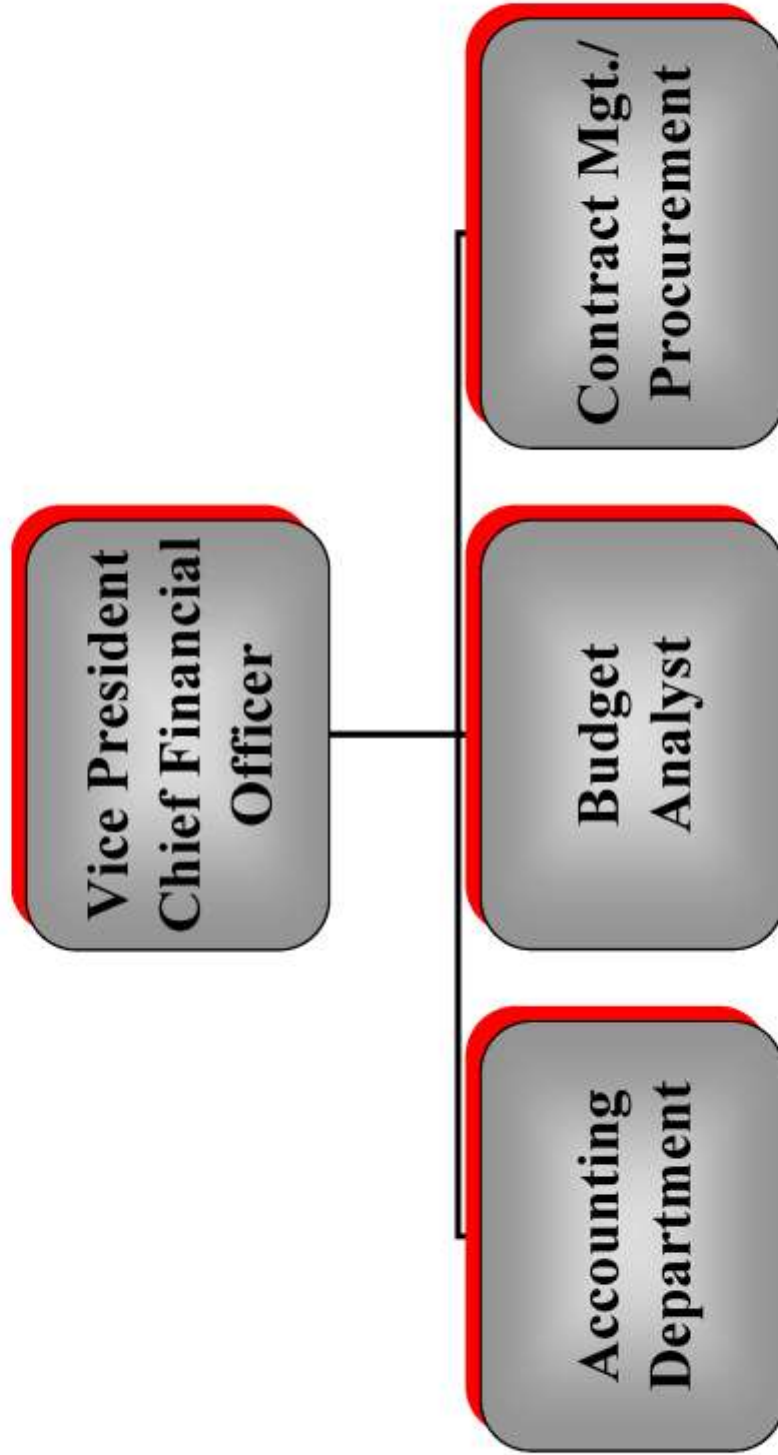 Vice President
Chief Financial
Officer
Accounting
Department
Budget
Analyst
Contract Mgt./
Procurement